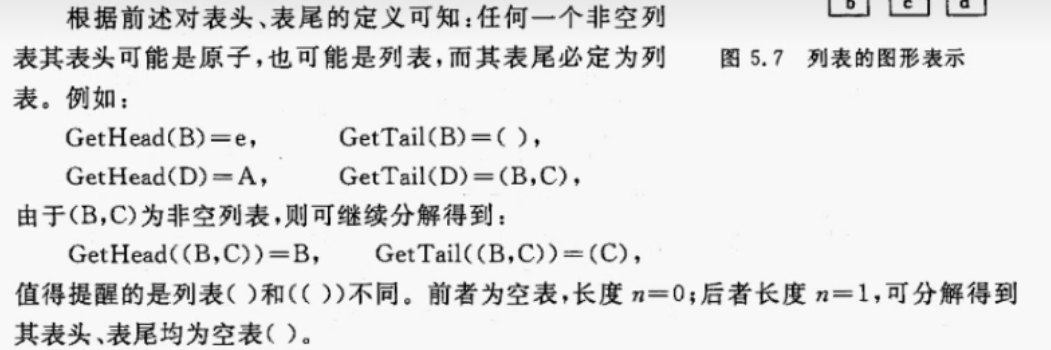 b c d
根据前述对表头、表尾的定义可知:任何一个非空列
表其表头可能是原子,也可能是列表,而其表尾必定为列
图 5.7 列表的图形表示
表。例如:
GetHead(B)=e, GetTail(B)=( ),
GetHead(D)=A, GetTail(D)=(B,C),
由于(B,C)为非空列表,则可继续分解得到:
GetHead((B,C))=B, GetTail((B,C))=(C),
值得提醒的是列表( )和(( ))不同。前者为空表,长度 n=0;后者长度 n=1,可分解得到
其表头、表尾均为空表( )。